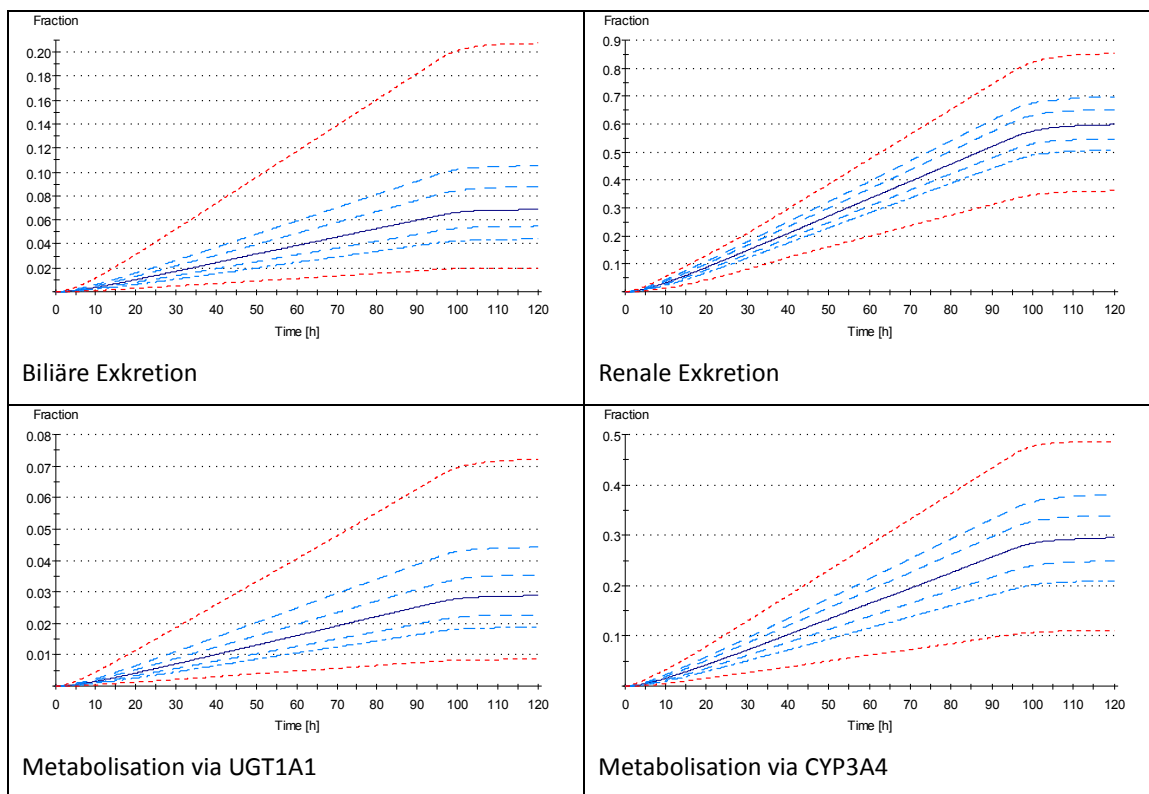 Fraction
0.20
0.18
0.16
0.14
0.12
0.10
0.08
0.06
0.04
0.02
0 10 20 30 40 50 60 70 80 90 100 110 120
Time [h]
Biliäre Exkretion
Fraction
0.9
0.8
0.7
0.6
0.5
0.4
0.3
0.2
0.1
0 10 20 30 40 50 60 70 80 90 100 110 120
Time [h]
Renale Exkretion
Fraction
0.08
0.07
0.06
0.05
0.04
0.03
0.02
0.01
0 10 20 30 40 50 60 70 80 90 100 110 120
Time [h]
Metabolisation via UGT1A1
Fraction
0.5
0.4
0.3
0.2
0.1
0 10 20 30 40 50 60 70 80 90 100 110 120
Time [h]
Metabolisation via CYP3A4